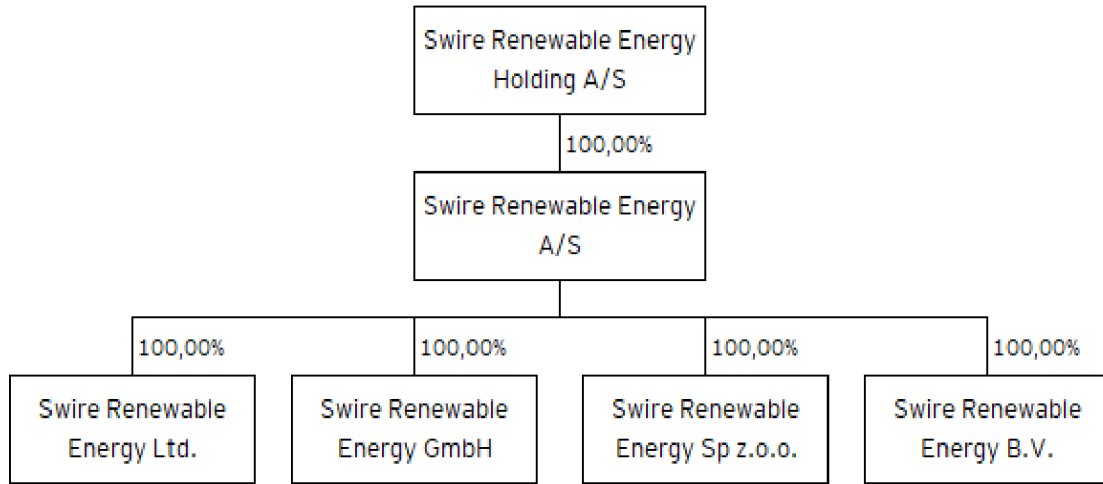 Swire Renewable Energy
Holding A/S
100,00%
Swire Renewable Energy
A/S
100,00%
100,00%
100,00%
100,00%
Swire Renewable
Energy Ltd.
Swire Renewable
Energy GmbH
Swire Renewable
Energy Sp z.o.o.
Swire Renewable
Energy B.V.